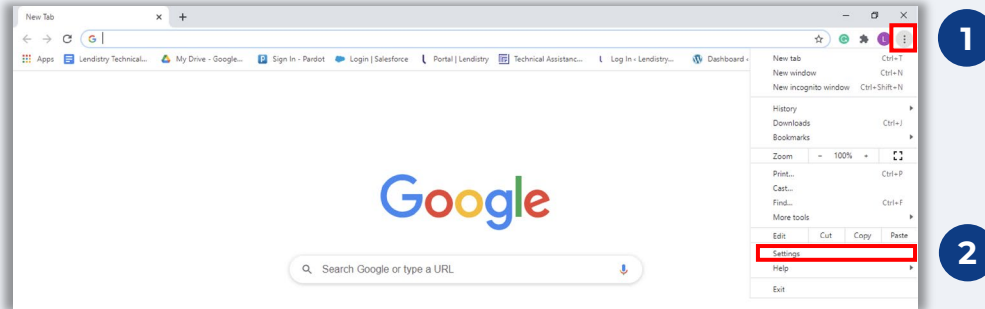 New Tab
G
Apps Lendistry Technical... My Drive - Google... Sign In - Pardot Login | Salesforce Portal | Lendistry Technical Assistanc... Log In ‹ Lendistry... Dashboard ‹
L
1
New tab Ctrl+T
New window Ctrl+N
New incognito window Ctrl+Shift+N
History
Downloads Ctrl+J
Bookmarks
Zoom - 100% +
Print... Ctrl+P
Cast...
Find... Ctrl+F
More tools
Edit Cut Copy Paste
Settings
2
Help
Exit
Google
Search Google or type a URL